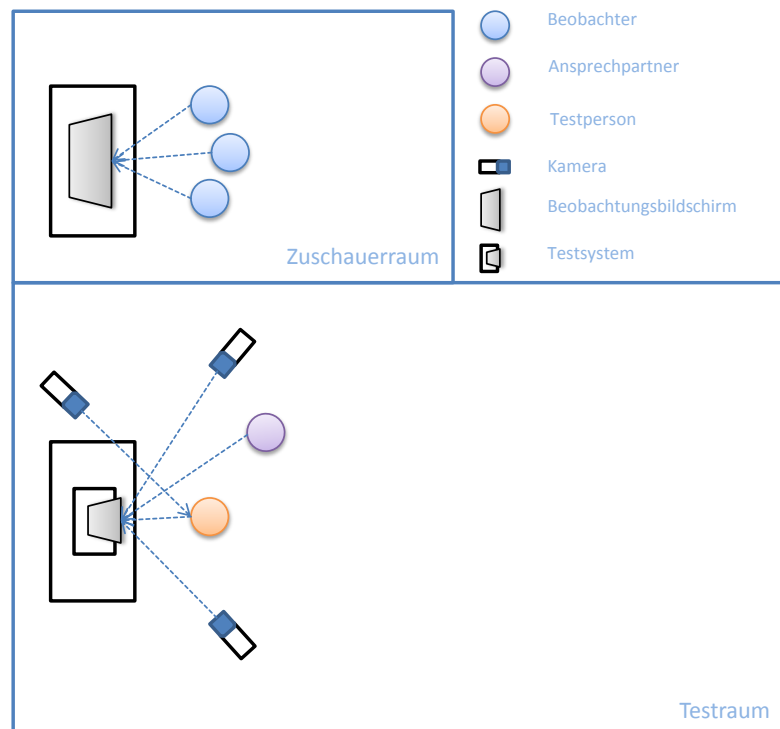 Beobachter
Ansprechpartner
Testperson
Kamera
Beobachtungsbildschirm
Testsystem
Zuschauerraum
Testraum